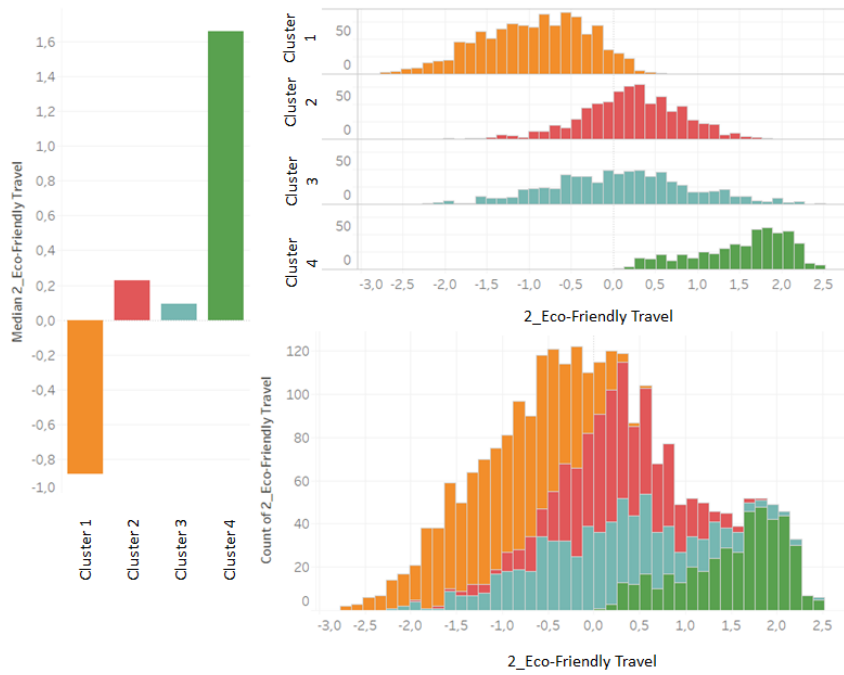 Median 2_Eco-Friendly Travel
1,6
1,4
1,2
1,0
0,8
0,6
0,4
0,2
0,0
-0,2
-0,4
-0,6
-0,8
-1,0
Cluster 1
Cluster 2
Cluster 3
Cluster 4
Cluster
1
50
0
Cluster
2
50
0
Cluster
3
50
0
Cluster
4
50
0
-3,0 -2,5 -2,0 -1,5 -1,0 -0,5 0,0 0,5 1,0 1,5 2,0 2,5
2_Eco-Friendly Travel
Count of 2_Eco-Friendly Travel
120
100
80
60
40
20
0
-3,0 -2,5 -2,0 -1,5 -1,0 -0,5 0,0 0,5 1,0 1,5 2,0 2,5
2_Eco-Friendly Travel